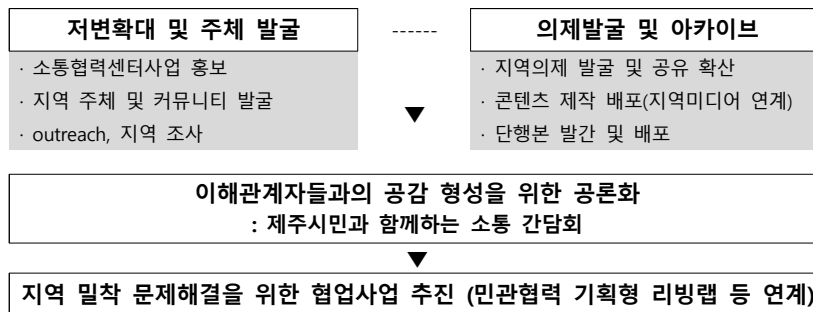 저변확대 및 주체 발굴
· 소통협력센터사업 홍보
· 지역 주체 및 커뮤니티 발굴
· outreach, 지역 조사
------
의제발굴 및 아카이브
· 지역의제 발굴 및 공유 확산
· 콘텐츠 제작 배포(지역미디어 연계)
· 단행본 발간 및 배포
이해관계자들과의 공감 형성을 위한 공론화
: 제주시민과 함께하는 소통 간담회
지역 밀착 문제해결을 위한 협업사업 추진 (민관협력 기획형 리빙랩 등 연계)